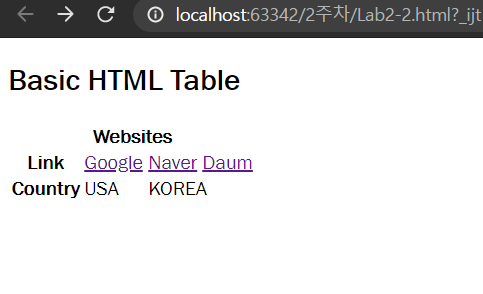 localhost:63342/2주차/Lab2-2.html?_ijt
Basic HTML Table
Websites
Link Google Naver Daum
Country USA KOREA